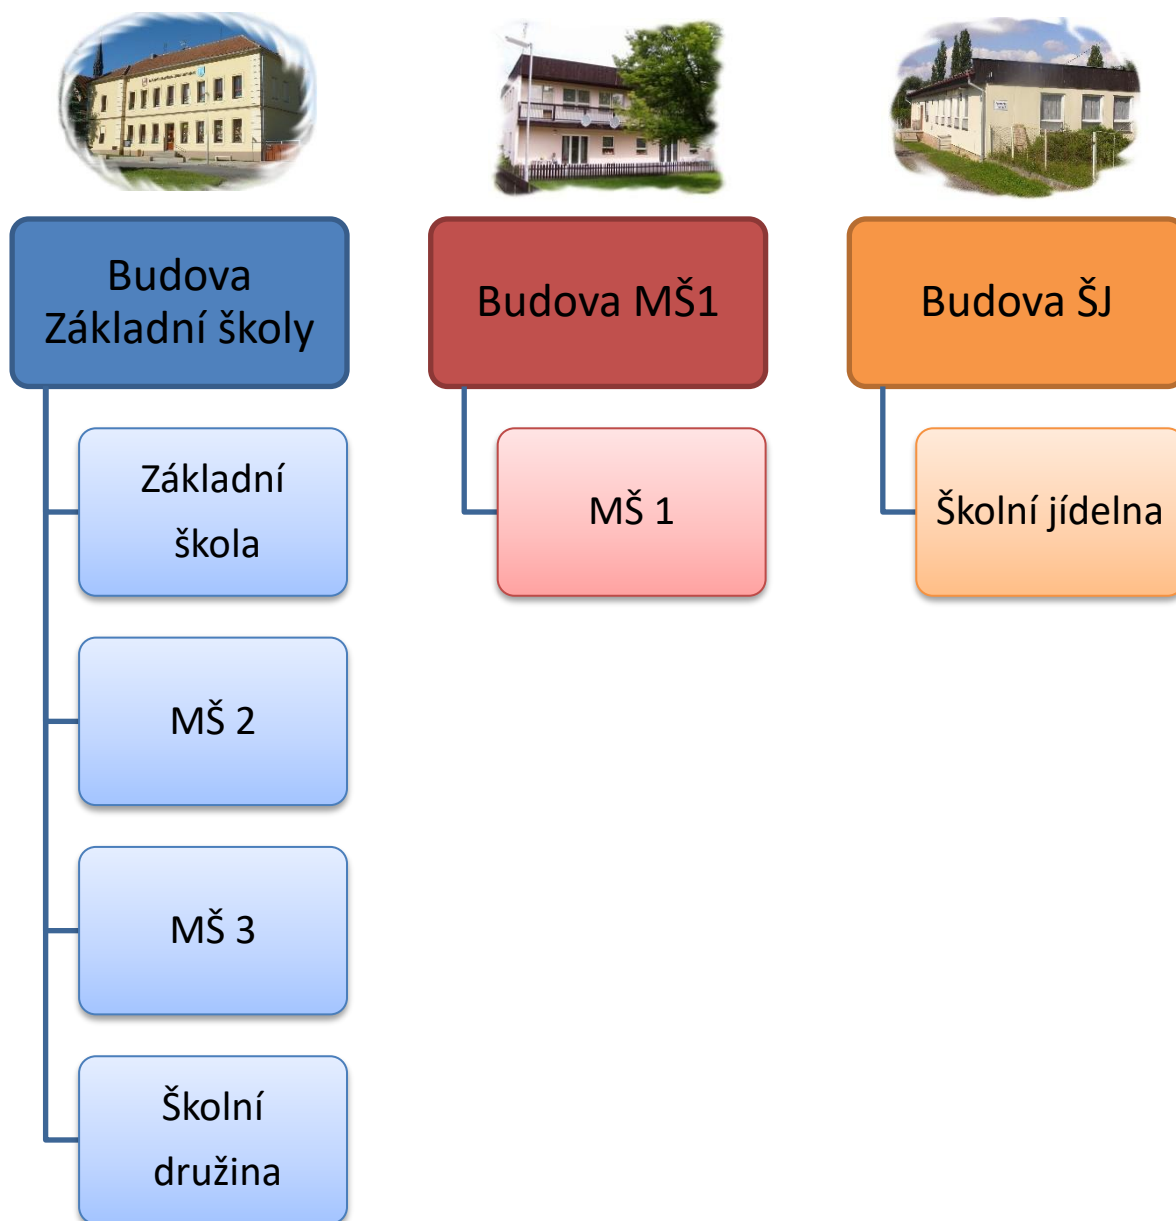 Budova
Základní školy
Základní
škola
MŠ 2
MŠ 3
Školní
družina
Budova MŠ1
MŠ 1
Budova ŠJ
Školní jídelna